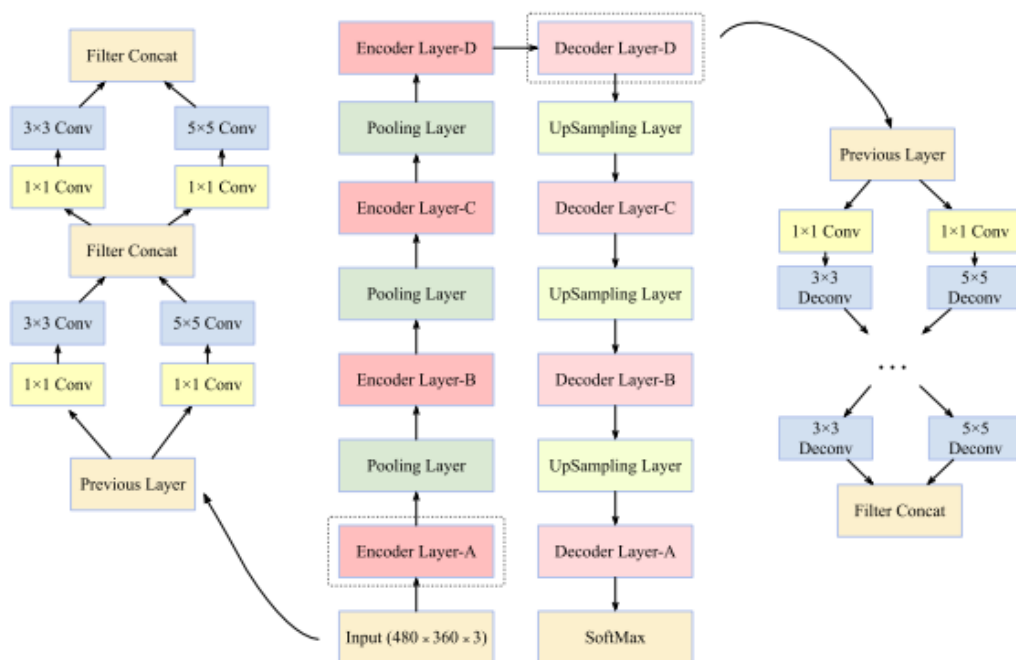 Filter Concat
3×3 Conv
5×5 Conv
1×1 Conv
1×1 Conv
Filter Concat
3×3 Conv
5×5 Conv
1×1 Conv
1×1 Conv
Previous Layer
Encoder Layer-D
Pooling Layer
Encoder Layer-C
Pooling Layer
Encoder Layer-B
Pooling Layer
Encoder Layer-A
Input (480 × 360 × 3)
Decoder Layer-D
UpSampling Layer
Decoder Layer-C
UpSampling Layer
Decoder Layer-B
UpSampling Layer
Decoder Layer-A
SoftMax
Previous Layer
1×1 Conv
1×1 Conv
3×3
Deconv
5×5
Deconv
...
3×3
Deconv
5×5
Deconv
Filter Concat